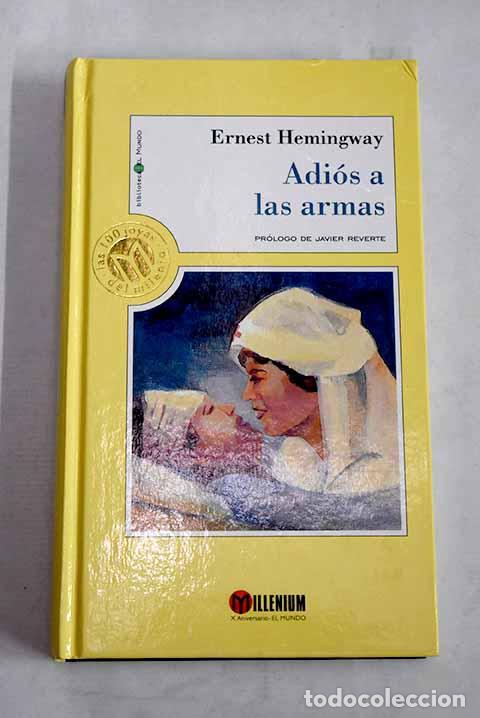 biblioteca EL MUNDO
Ernest Hemingway
Adiós a
las armas
PRÓLOGO DE JAVIER REVERTE
las 100 joyas
del milenio
MILLENIUM
X Aniversario - EL MUNDO
todocoleccion